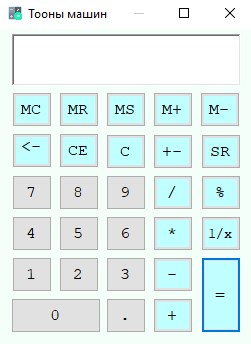 Тооны машин
MC MR MS M+ M-
<- CE C +- SR
7 8 9 / %
4 5 6 * 1/x
1 2 3 - =
0 . +